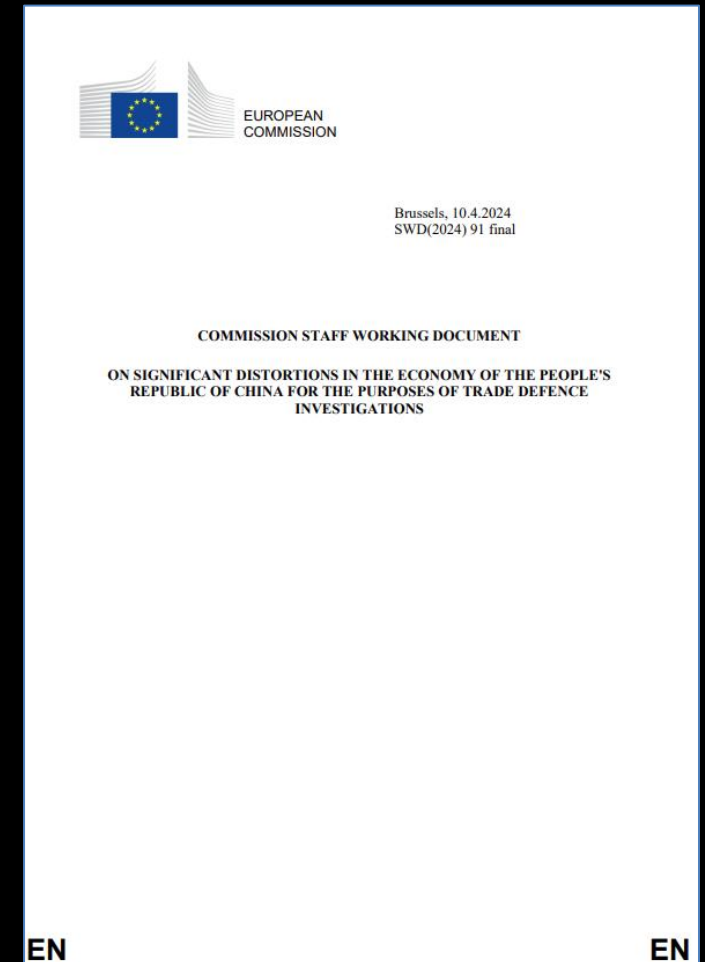 EUROPEAN
COMMISSION
Brussels, 10.4.2024
SWD(2024) 91 final
COMMISSION STAFF WORKING DOCUMENT
ON SIGNIFICANT DISTORTIONS IN THE ECONOMY OF THE PEOPLE'S
REPUBLIC OF CHINA FOR THE PURPOSES OF TRADE DEFENCE
INVESTIGATIONS
EN
EN